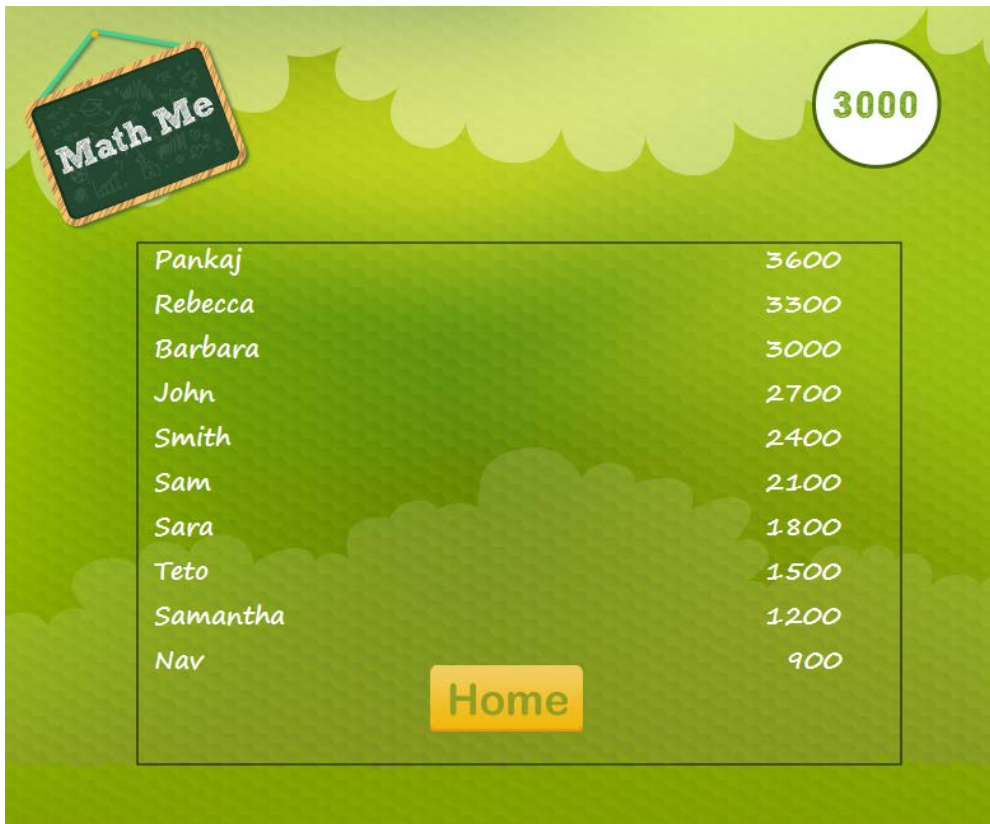 Math Me
3000
Pankaj 3600
Rebecca 3300
Barbara 3000
John 2700
Smith 2400
Sam 2100
Sara 1800
Teto 1500
Samantha 1200
Nav 900
Home